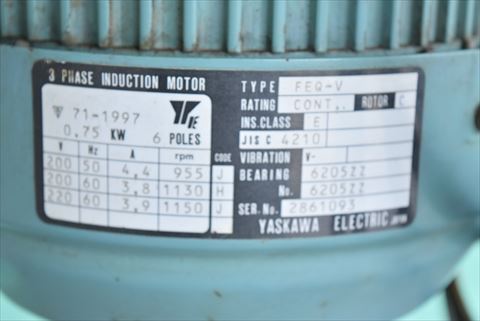 3 PHASE INDUCTION MOTOR
71-1997
YE
0.75 KW 6 POLES
V Hz A rpm CODE
200 50 4.4 955 J
200 60 3.8 1130 H
220 60 3.9 1150 J
TYPE FEQ-V
RATING CONT. ROTOR C
INS.CLASS E
JIS C 4210
VIBRATION V-
BEARING 6205ZZ
No. 6205ZZ
SER. No. 2861093
YASKAWA ELECTRIC JAPAN